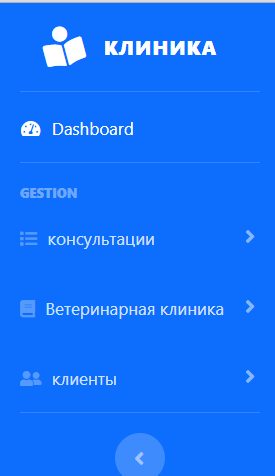 КЛИНИКА
Dashboard
GESTION
консультации
Ветеринарная клиника
клиенты